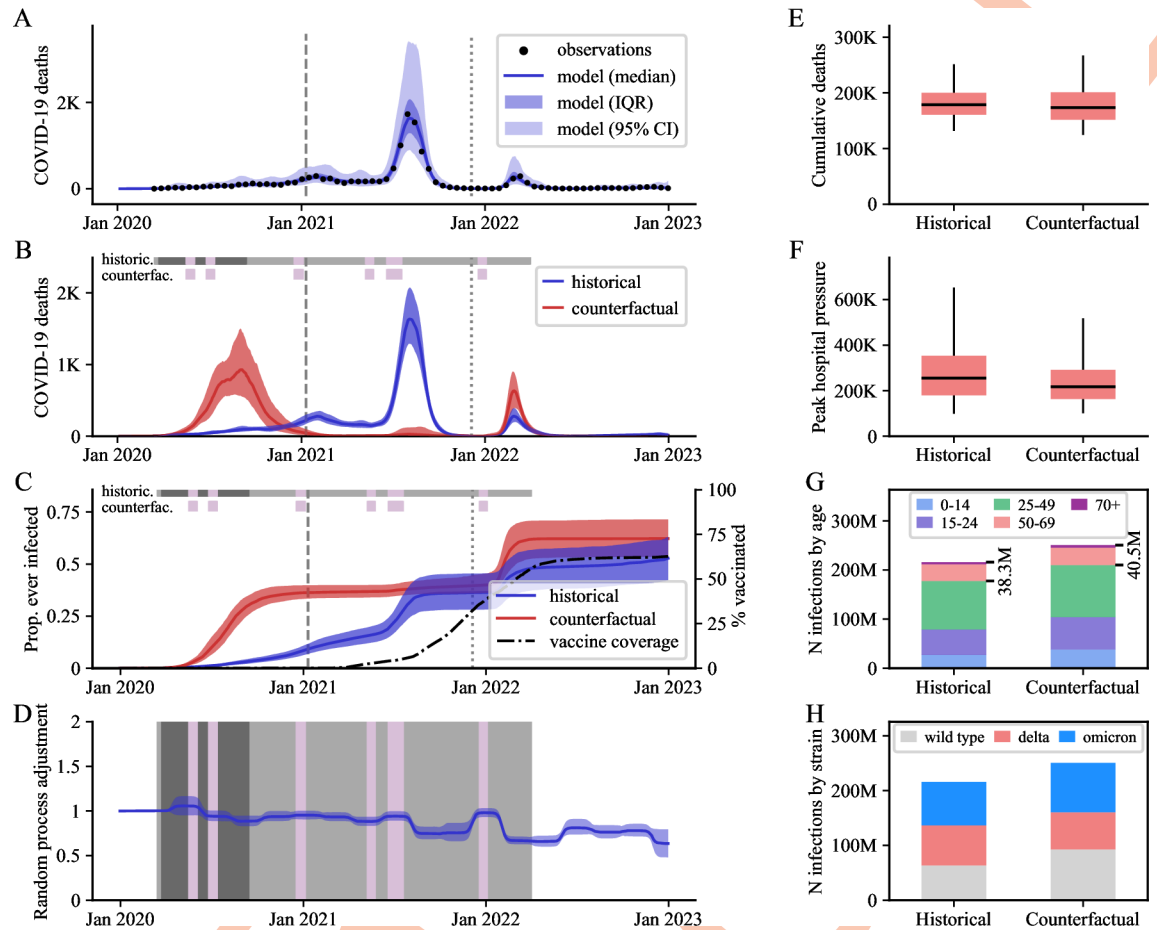 A
COVID-19 deaths
2K
0
Jan 2020
Jan 2021
Jan 2022
Jan 2023
observations
model (median)
model (IQR)
model (95% CI)
B
historic.
counterfac.
COVID-19 deaths
2K
1K
0
Jan 2020
Jan 2021
Jan 2022
Jan 2023
historical
counterfactual
C
historic.
counterfac.
Prop. ever infected
0.75
0.5
0.25
0
Jan 2020
Jan 2021
Jan 2022
Jan 2023
100
75
50
25
0
% vaccinated
historical
counterfactual
vaccine coverage
D
Random process adjustment
2
1.5
1
0.5
0
Jan 2020
Jan 2021
Jan 2022
Jan 2023
E
Cumulative deaths
300K
200K
100K
0
Historical
Counterfactual
F
Peak hospital pressure
600K
400K
200K
0
Historical
Counterfactual
G
N infections by age
300M
200M
100M
0
0-14
15-24
25-49
50-69
70+
38.3M
40.5M
Historical
Counterfactual
H
N infections by strain
300M
200M
100M
0
wild type
delta
omicron
Historical
Counterfactual